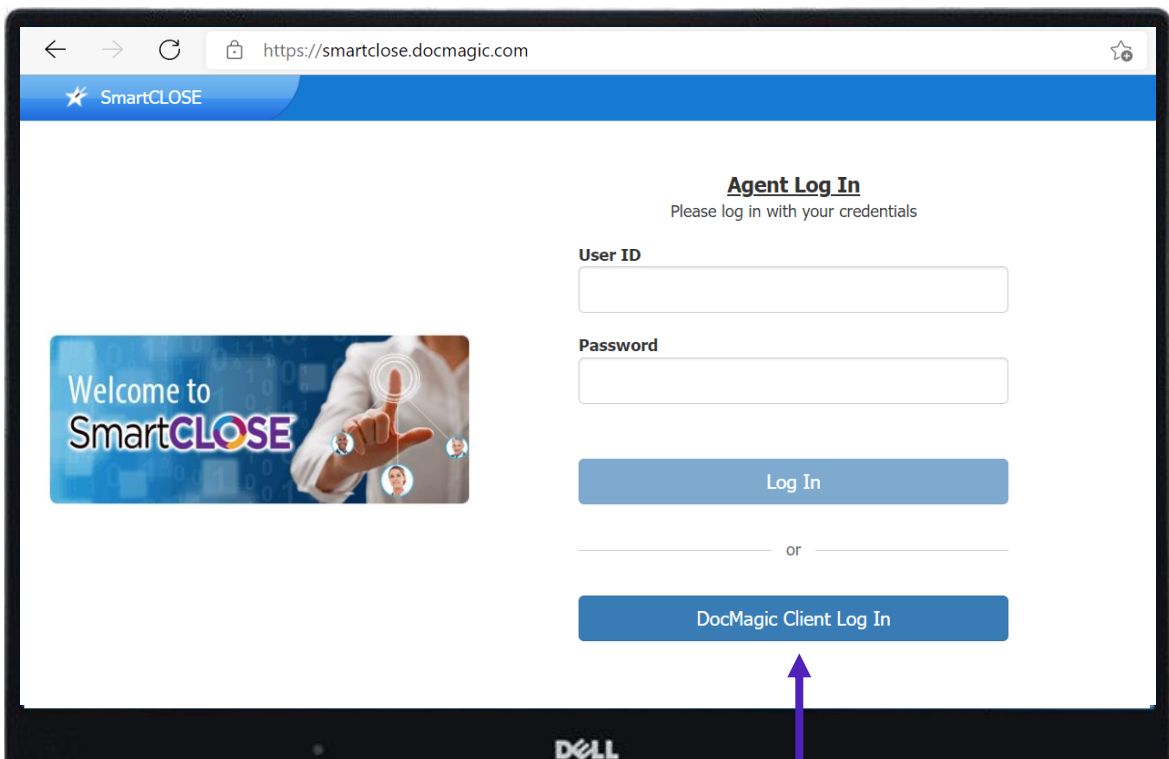 https://smartclose.docmagic.com
SmartCLOSE
Agent Log In
Please log in with your credentials
User ID
Password
Welcome to
SmartCLOSE
Log In
or
DocMagic Client Log In
DELL